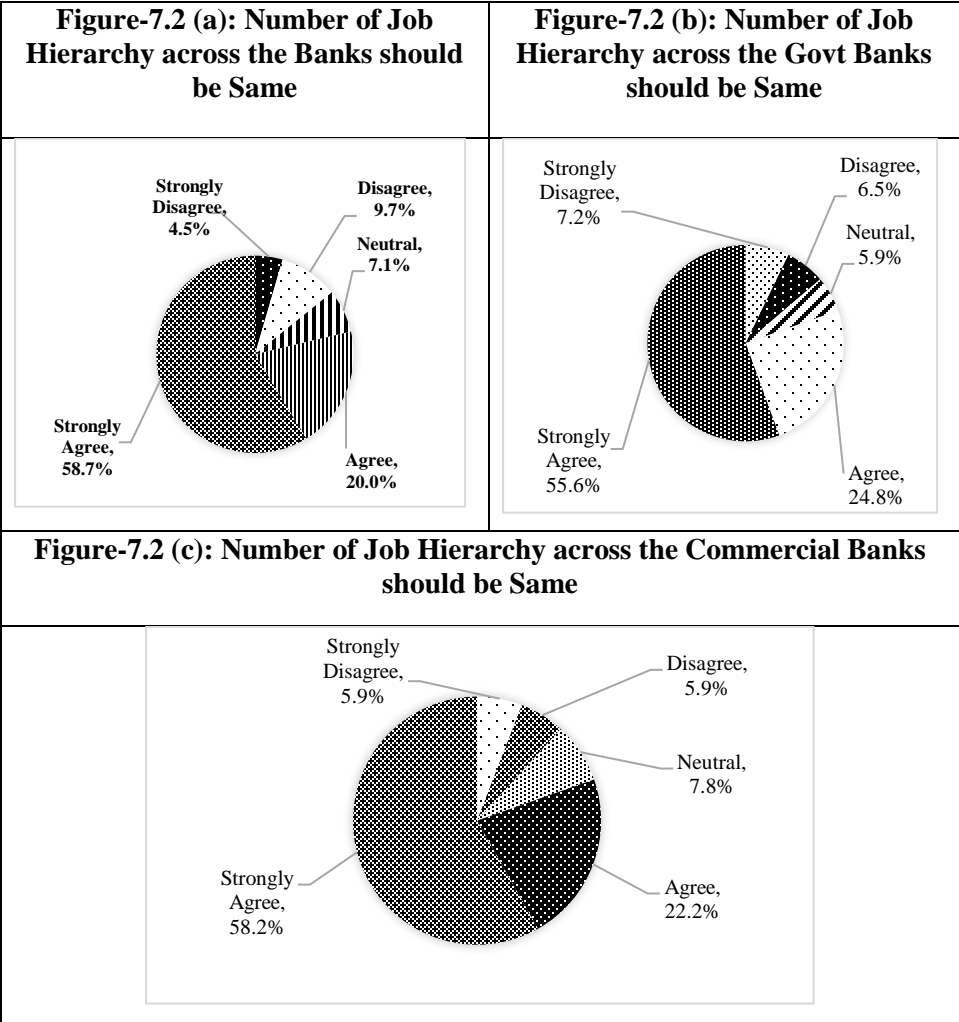 Figure-7.2 (a): Number of Job
Hierarchy across the Banks should
be Same
Figure-7.2 (b): Number of Job
Hierarchy across the Govt Banks
should be Same
Strongly
Disagree,
4.5%
Disagree,
9.7%
Neutral,
7.1%
Agree,
20.0%
Strongly
Agree,
58.7%
Strongly
Disagree,
7.2%
Disagree,
6.5%
Neutral,
5.9%
Agree,
24.8%
Strongly
Agree,
55.6%
Figure-7.2 (c): Number of Job Hierarchy across the Commercial Banks
should be Same
Strongly
Disagree,
5.9%
Disagree,
5.9%
Neutral,
7.8%
Agree,
22.2%
Strongly
Agree,
58.2%